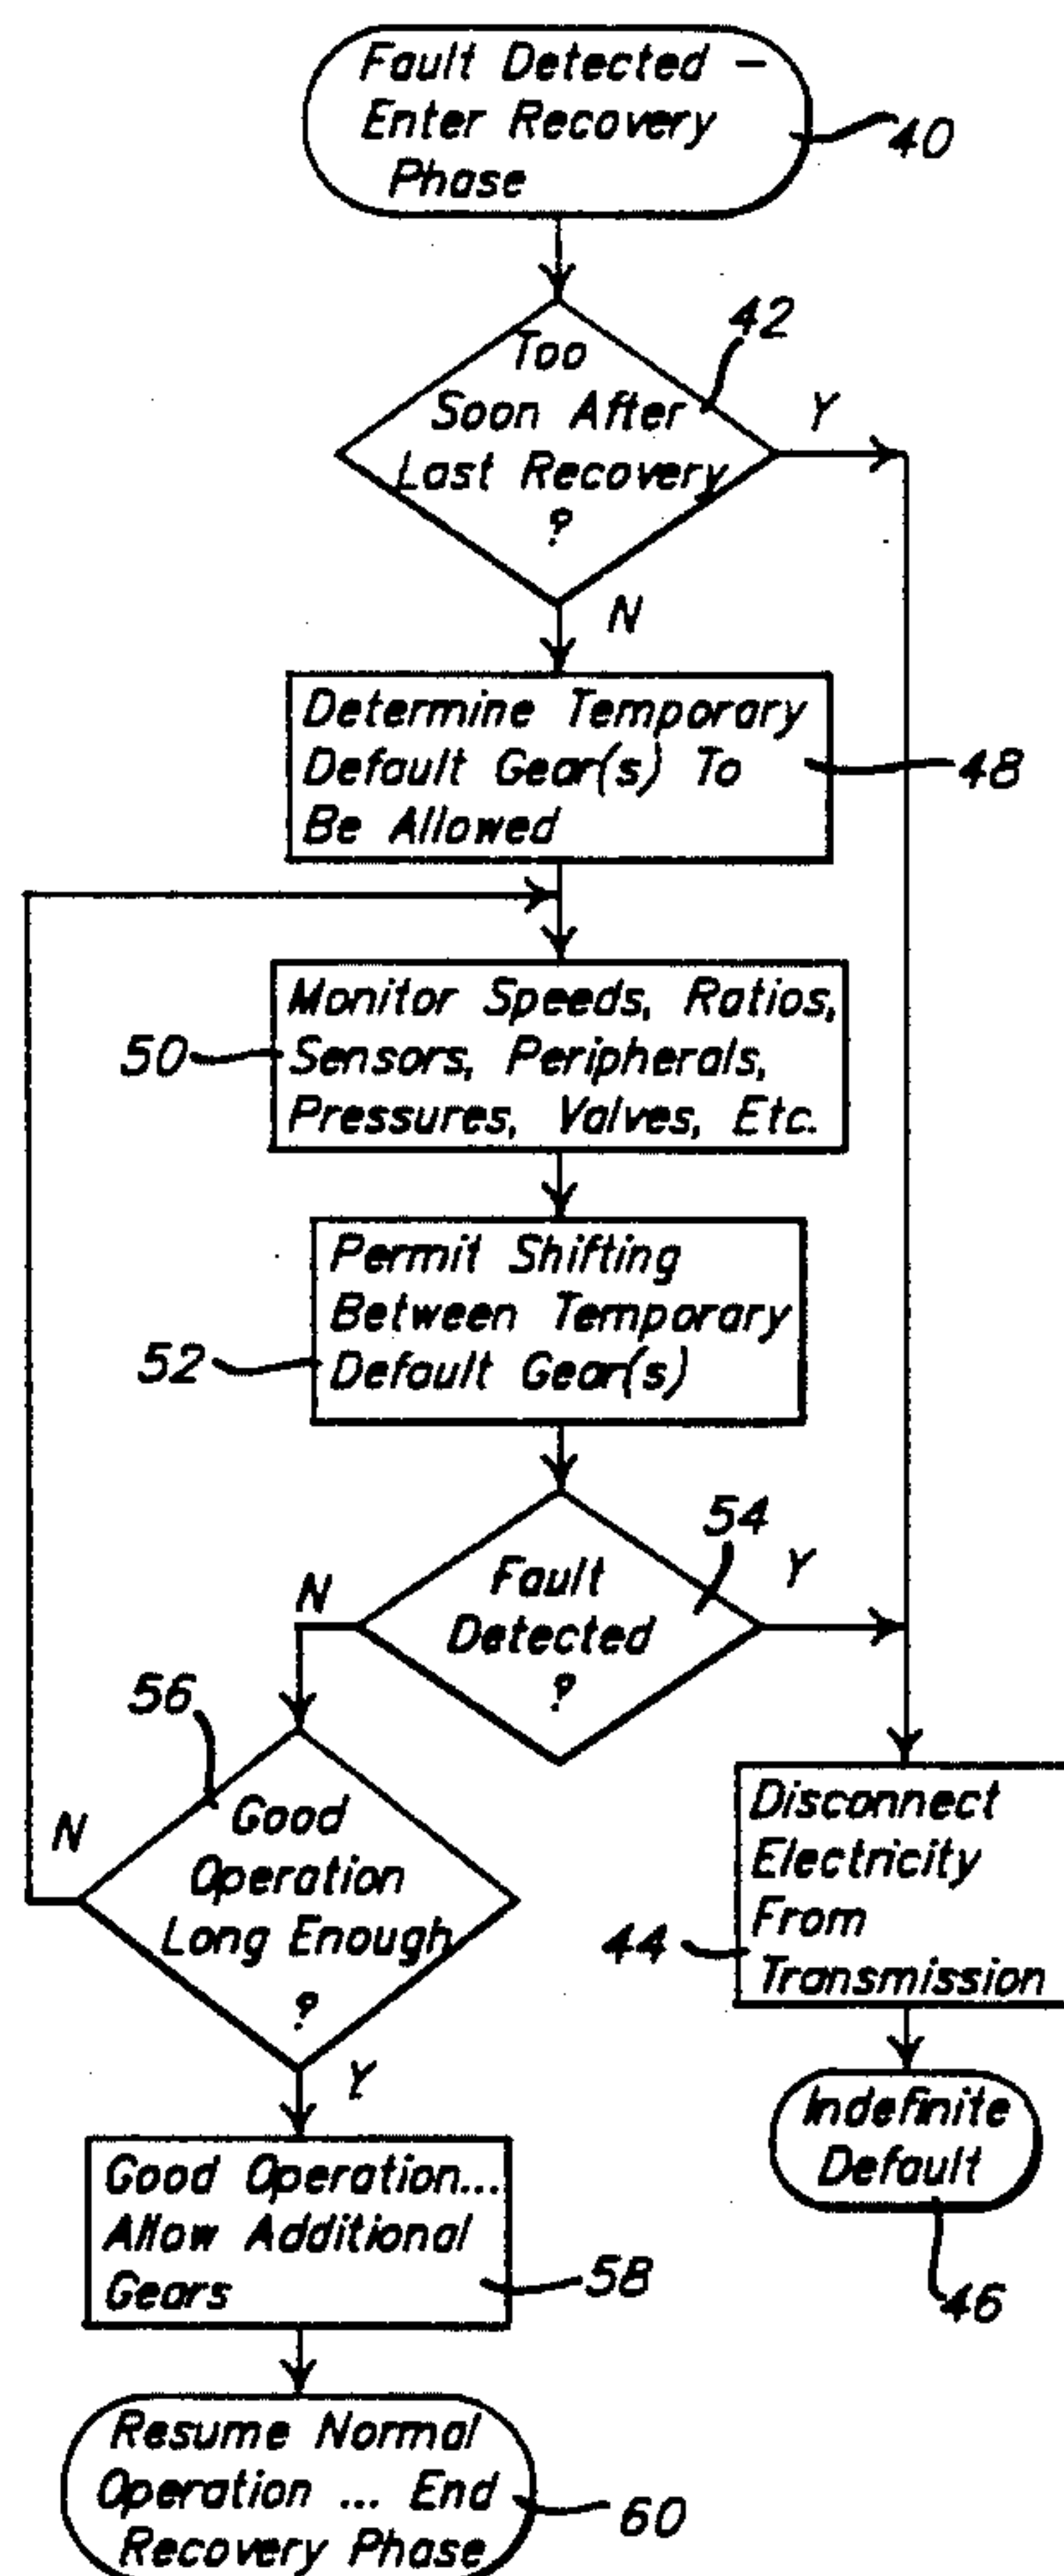 Fault Detected –
Enter Recovery
Phase
40
42
Too
Soon After
Last Recovery
?
Y
N
Determine Temporary
Default Gear(s) To
Be Allowed
48
Monitor Speeds, Ratios,
Sensors, Peripherals,
Pressures, Valves, Etc.
50
Permit Shifting
Between Temporary
Default Gear(s)
52
54
Fault
Detected
?
N
Y
56
Good
Operation
Long Enough
?
N
Y
Disconnect
Electricity
From
Transmission
44
Indefinite
Default
46
Good Operation...
Allow Additional
Gears
58
Resume Normal
Operation ... End
Recovery Phase
60